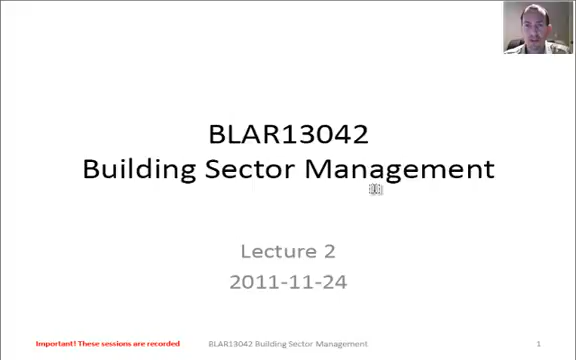 BLAR13042
Building Sector Management
Lecture 2
2011-11-24
Important! These sessions are recorded
BLAR13042 Building Sector Management
1